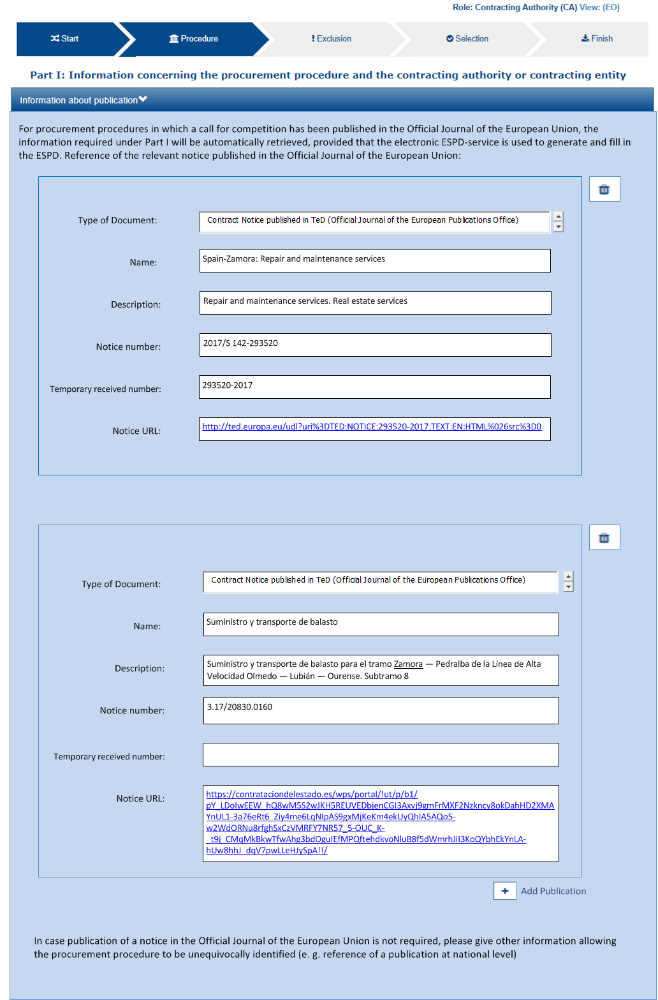 Role: Contracting Authority (CA) View: (EO)
Start
Procedure
Exclusion
Selection
Finish
Part I: Information concerning the procurement procedure and the contracting authority or contracting entity
Information about publication
For procurement procedures in which a call for competition has been published in the Official Journal of the European Union, the
information required under Part I will be automatically retrieved, provided that the electronic ESPD-service is used to generate and fill in
the ESPD. Reference of the relevant notice published in the Official Journal of the European Union:
Type of Document: Contract Notice published in TeD (Official Journal of the European Publications Office)
Name: Spain-Zamora: Repair and maintenance services
Description: Repair and maintenance services. Real estate services
Notice number: 2017/S 142-293520
Temporary received number: 293520-2017
Notice URL: http://ted.europa.eu/udl?uri%3DTED:NOTICE:293520-2017:TEXT:EN:HTML%026src%3D0
Type of Document: Contract Notice published in TeD (Official Journal of the European Publications Office)
Name: Suministro y transporte de balasto
Description: Suministro y transporte de balasto para el tramo Zamora — Pedralba de la Línea de Alta
Velocidad Olmedo — Lubián — Ourense. Subtramo 8
Notice number: 3.17/20830.0160
Temporary received number:
Notice URL: https://contrataciondelestado.es/wps/portal/!ut/p/b1/
pY_LDoIwEEW_hQ8wM5S2wJKH5REUVEDbjenCGI3Axvj9gmFrMXF2Nzkncy8okDahHD2XMA
YnUL1-3a76eRt6_Ziy4me6LqNIpAS9gxMjKeKm4ekUyQhIA5AQo5-
w2WdORNu8rfghSxCzVMRFY7NR57_5-OUC_K-
_t9j_CMqMkBkwTfwAhg3bdOguIEfMPQftehdkvoNluB8f5dWmrhJiI3KoQYbhEkYnLA-
hUw8hhJ_dqV7pwLLeHJySpA!!/
Add Publication
In case publication of a notice in the Official Journal of the European Union is not required, please give other information allowing
the procurement procedure to be unequivocally identified (e. g. reference of a publication at national level)